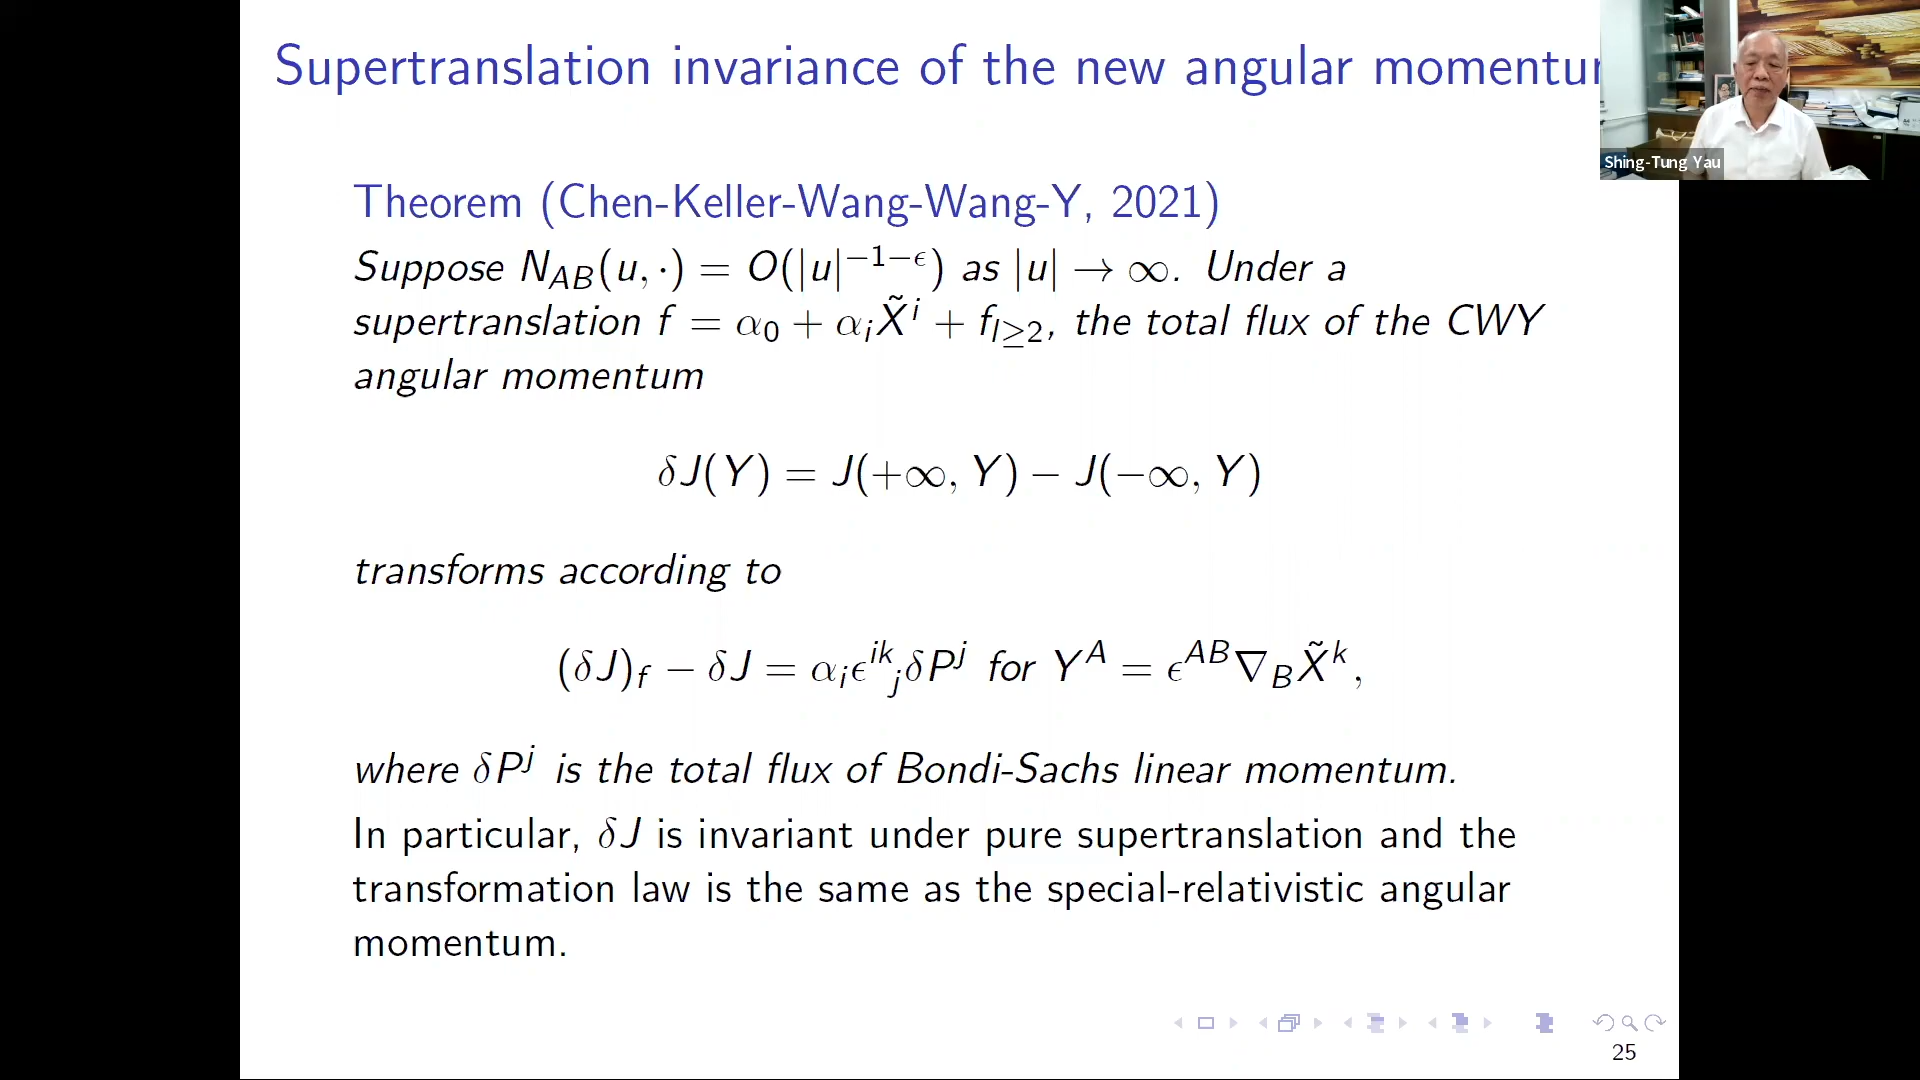 Supertranslation invariance of the new angular momentu
Shing-Tung Yau
Theorem (Chen-Keller-Wang-Wang-Y, 2021)
Suppose N_{AB}(u, ·) = O(|u|^{−1−ϵ}) as |u| → ∞. Under a
supertranslation f = α_0 + α_i X̃^i + f_{l≥2}, the total flux of the CWY
angular momentum
δJ(Y) = J(+∞, Y) − J(−∞, Y)
transforms according to
(δJ)_f − δJ = α_i ϵ^{ik}_j δP^j for Y^A = ϵ^{AB}∇_B X̃^k,
where δP^j is the total flux of Bondi-Sachs linear momentum.
In particular, δJ is invariant under pure supertranslation and the
transformation law is the same as the special-relativistic angular
momentum.
25